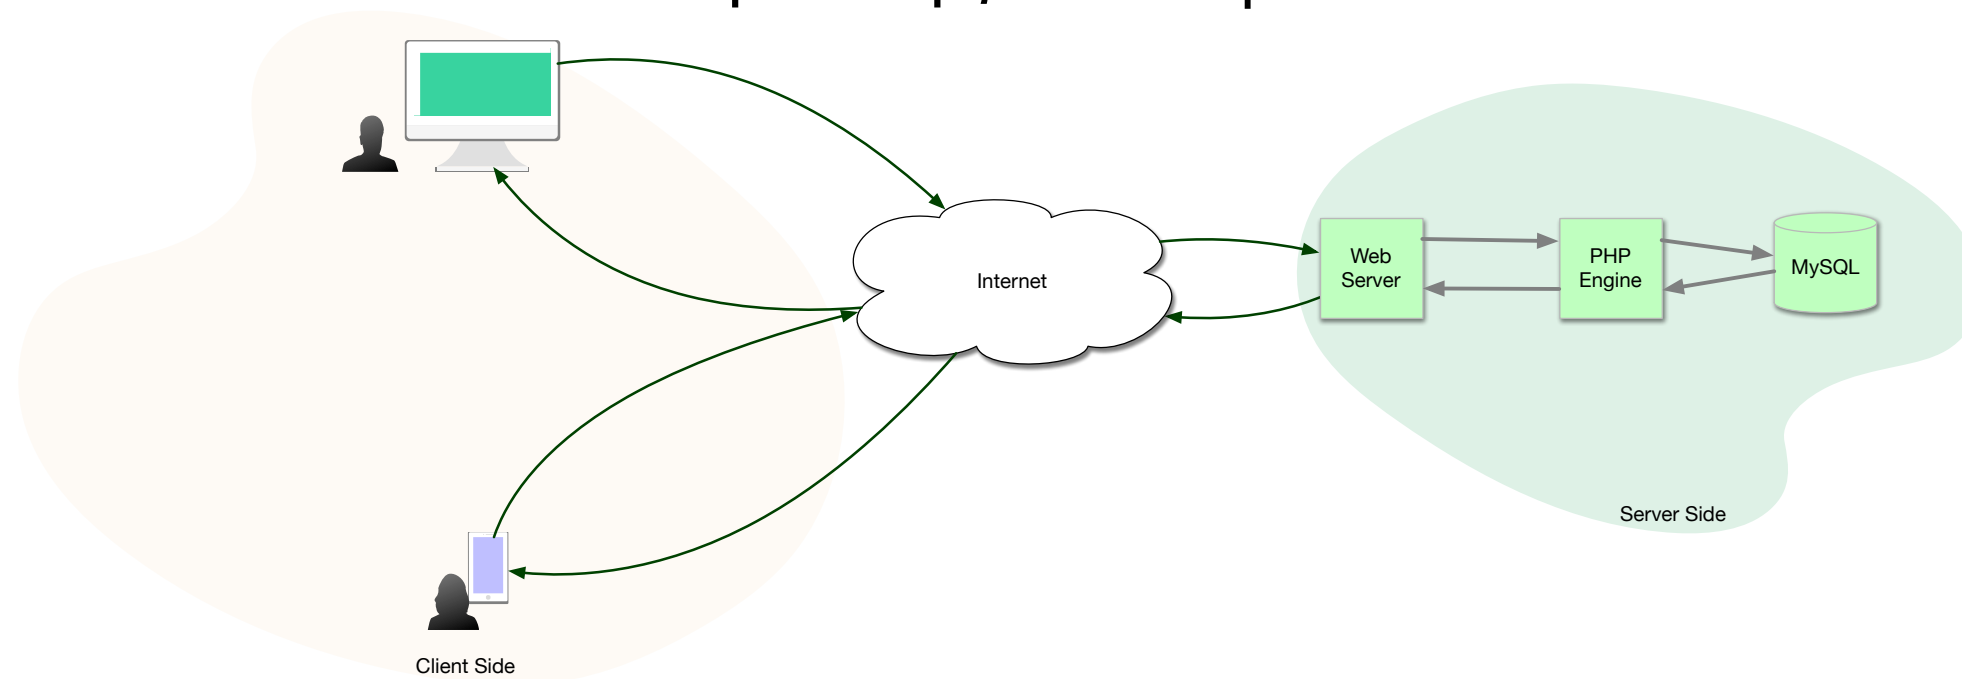 Internet
Web
Server
PHP
Engine
MySQL
Server Side
Client Side